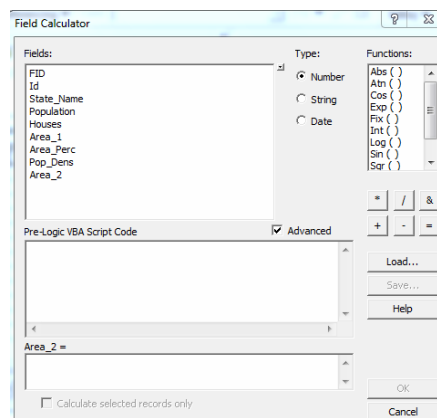 Field Calculator
Fields:
FID
Id
State_Name
Population
Houses
Area_1
Area_Perc
Pop_Dens
Area_2
Type:
Number
String
Date
Functions:
Abs ( )
Atn ( )
Cos ( )
Exp ( )
Fix ( )
Int ( )
Log ( )
Sin ( )
Sqr ( )
* / &
+ - =
Pre-Logic VBA Script Code
Advanced
Load...
Save...
Help
Area_2 =
Calculate selected records only
OK
Cancel